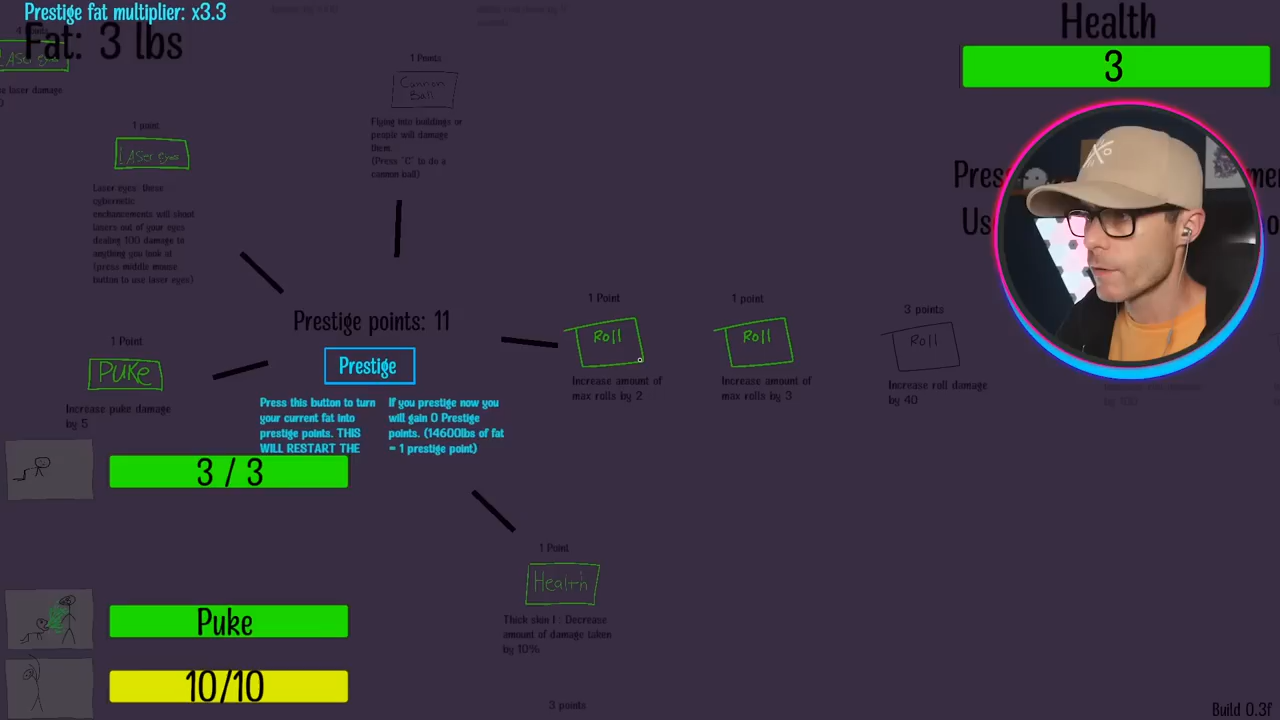 Prestige fat multiplier: x3.3
Fat: 3 lbs
Health
3
1 Points
Cannon
Ball
Flying into buildings or
people will damage
them.
(Press 'C' to do a
cannon ball)
LASer eye
laser damage
1 point
LASer eyes
Laser eyes: these
cybernetic
enchancements will shoot
lasers out of your eyes
dealing 100 damage to
anything you look at
(press middle mouse
button to use laser eyes)
Prestige points: 11
Prestige
Press this button to turn
your current fat into
prestige points. THIS
WILL RESTART THE
If you prestige now you
will gain 0 Prestige
points. (14600lbs of fat
= 1 prestige point)
1 Point
Roll
Increase amount of
max rolls by 2
1 point
Roll
Increase amount of
max rolls by 3
3 points
Roll
Increase roll damage
by 40
1 Point
PUKe
Increase puke damage
by 5
3 / 3
1 Point
Health
Thick skin I : Decrease
amount of damage taken
by 10%
Puke
10/10
3 points
Build 0.3f